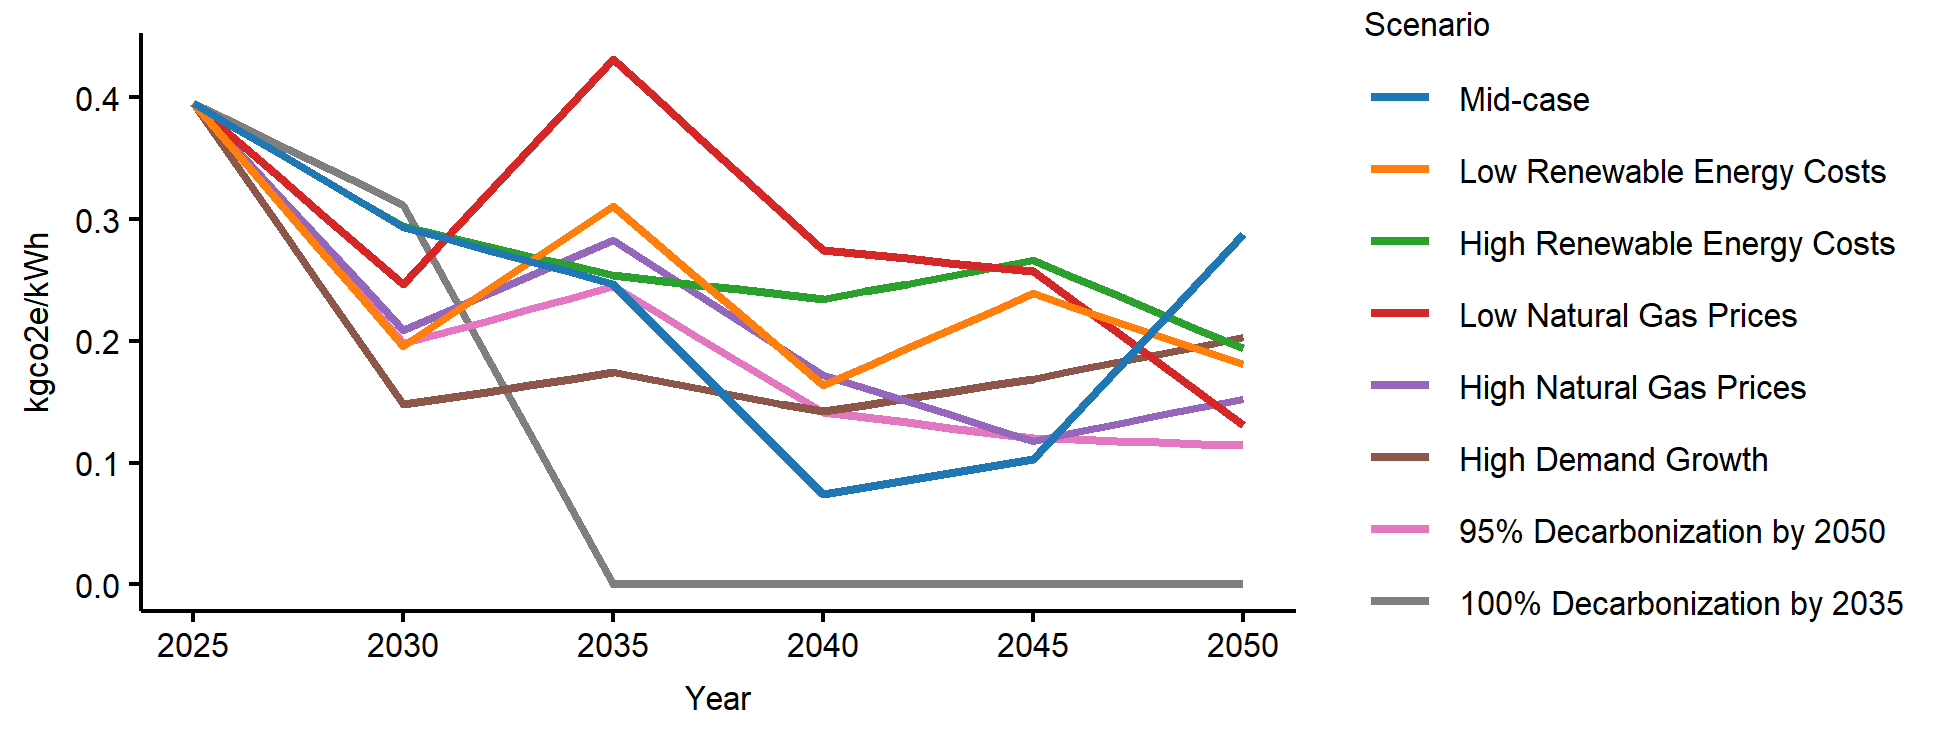 kgco2e/kWh
0.4
0.3
0.2
0.1
0.0
2025 2030 2035 2040 2045 2050
Year
Scenario
Mid-case
Low Renewable Energy Costs
High Renewable Energy Costs
Low Natural Gas Prices
High Natural Gas Prices
High Demand Growth
95% Decarbonization by 2050
100% Decarbonization by 2035